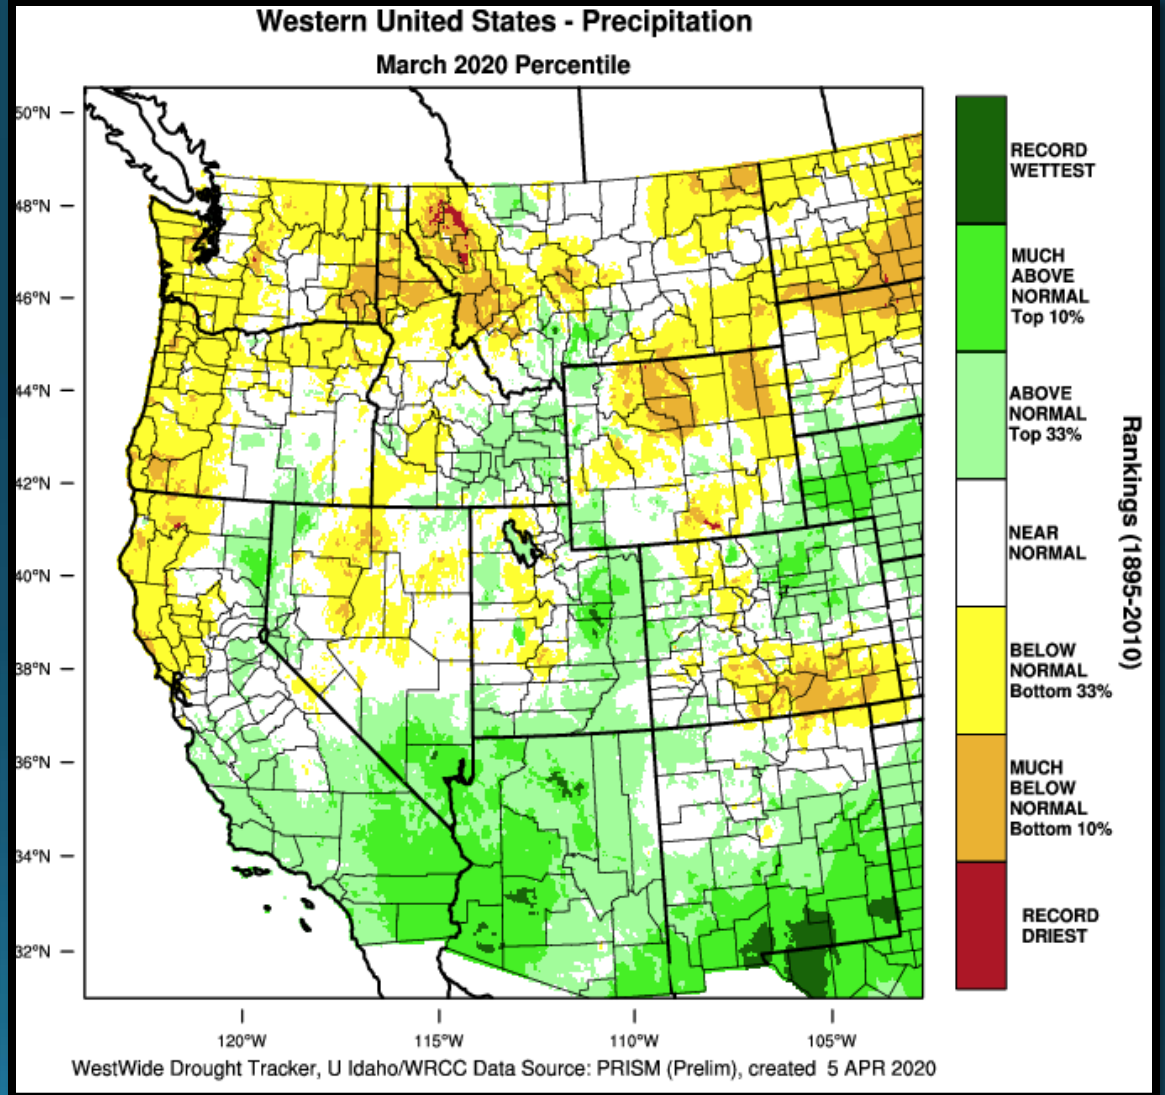 Western United States - Precipitation
March 2020 Percentile
50°N
48°N
46°N
44°N
42°N
40°N
38°N
36°N
34°N
32°N
120°W
115°W
110°W
105°W
RECORD
WETTEST
MUCH
ABOVE
NORMAL
Top 10%
ABOVE
NORMAL
Top 33%
NEAR
NORMAL
BELOW
NORMAL
Bottom 33%
MUCH
BELOW
NORMAL
Bottom 10%
RECORD
DRIEST
Rankings (1895-2010)
WestWide Drought Tracker, U Idaho/WRCC Data Source: PRISM (Prelim), created 5 APR 2020